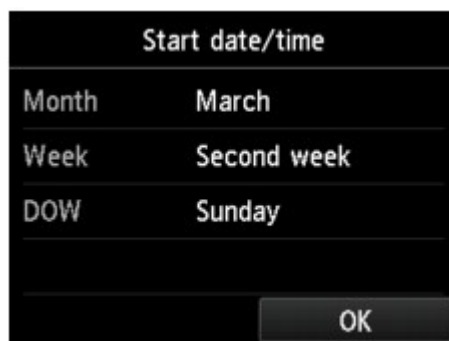 Start date/time
Month March
Week Second week
DOW Sunday
OK